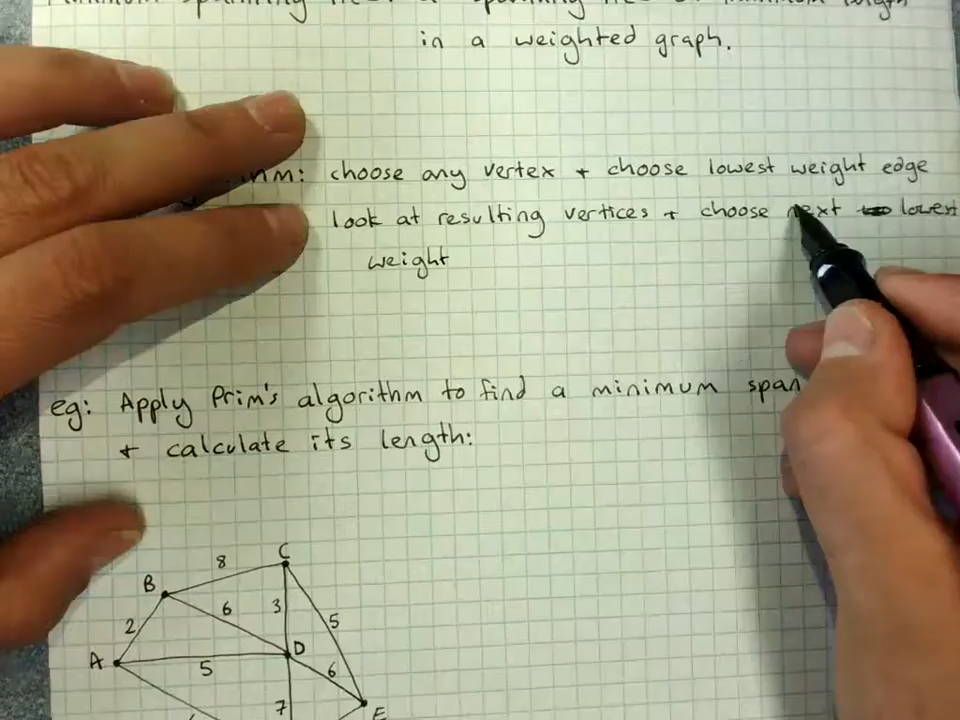 in a weighted graph.
choose any vertex + choose lowest weight edge
look at resulting vertices + choose next lowest
weight
eg: Apply Prim's algorithm to find a minimum span
+ calculate its length:
C
8
B
6
3
5
2
D
A
5
6
7
E